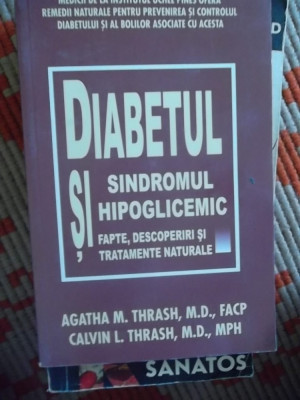 MEDICII DE LA INSTITUTUL UCHEE PINES OFERĂ
REMEDII NATURALE PENTRU PREVENIREA ȘI CONTROLUL
DIABETULUI ȘI AL BOLILOR ASOCIATE CU ACESTA
DIABETUL
ȘI SINDROMUL
HIPOGLICEMIC
FAPTE, DESCOPERIRI ȘI
TRATAMENTE NATURALE
AGATHA M. THRASH, M.D., FACP
CALVIN L. THRASH, M.D., MPH
SANATOS